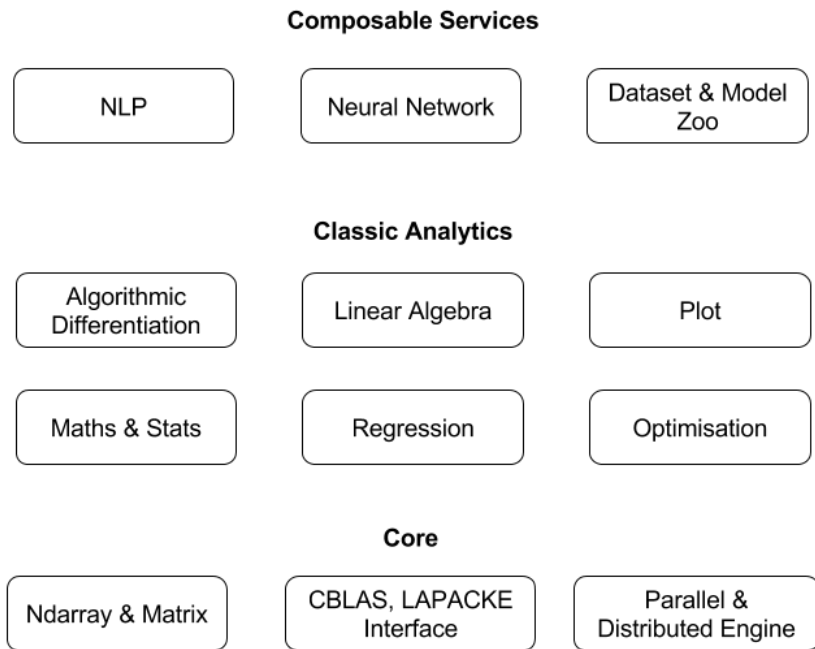 Composable Services
NLP
Neural Network
Dataset & Model
Zoo
Classic Analytics
Algorithmic
Differentiation
Linear Algebra
Plot
Maths & Stats
Regression
Optimisation
Core
Ndarray & Matrix
CBLAS, LAPACKE
Interface
Parallel &
Distributed Engine